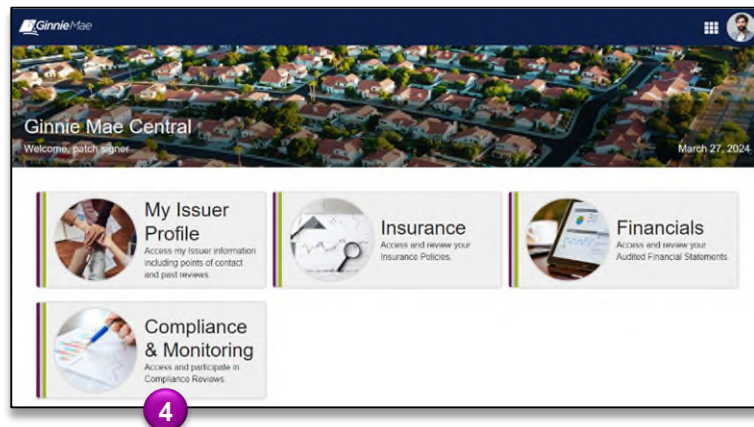 GinnieMae
Ginnie Mae Central
Welcome, patch signer
March 27, 2024
My Issuer
Profile
Access my Issuer information
including points of contact
and past reviews.
Insurance
Access and review your
Insurance Policies.
Financials
Access and review your
Audited Financial Statements.
Compliance
& Monitoring
Access and participate in
Compliance Reviews.
4